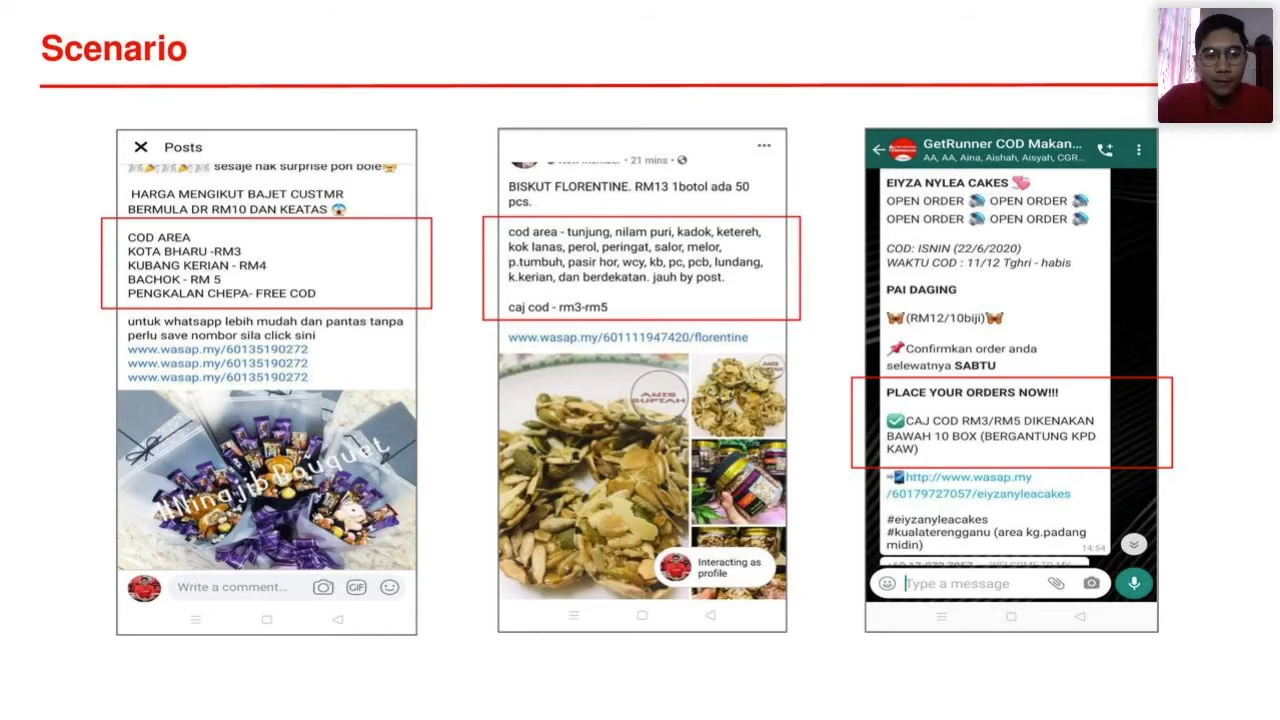 Scenario
Posts
sesaje nak surprise pon bole
HARGA MENGIKUT BAJET CUSTMR
BERMULA DR RM10 DAN KEATAS
COD AREA
KOTA BHARU -RM3
KUBANG KERIAN - RM4
BACHOK - RM 5
PENGKALAN CHEPA- FREE COD
untuk whatsapp lebih mudah dan pantas tanpa
perlu save nombor sila click sini
www.wasap.my/60135190272
www.wasap.my/60135190272
www.wasap.my/60135190272
#Ninajib Bouquet
Write a comment...
GIF
21 mins
BISKUT FLORENTINE. RM13 1botol ada 50
pcs.
cod area - tunjung, nilam puri, kadok, ketereh,
kok lanas, perol, peringat, salor, melor,
p.tumbuh, pasir hor, wcy, kb, pc, pcb, lundang,
k.kerian, dan berdekatan. jauh by post.
caj cod - rm3-rm5
www.wasap.my/601111947420/florentine
ANIS
SUFIAH
Interacting as
profile
GetRunner COD Makan...
AA, AA, Aina, Aishah, Aisyah, CGR...
EIYZA NYLEA CAKES
OPEN ORDER OPEN ORDER
OPEN ORDER OPEN ORDER
COD: ISNIN (22/6/2020)
WAKTU COD : 11/12 Tghri - habis
PAI DAGING
(RM12/10biji)
Confirmkan order anda
selewatnya SABTU
PLACE YOUR ORDERS NOW!!!
CAJ COD RM3/RM5 DIKENAKAN
BAWAH 10 BOX (BERGANTUNG KPD
KAW)
http://www.wasap.my
/60179727057/eiyzanyleacakes
#eiyzanyleacakes
#kualaterengganu (area kg.padang
midin)
14:54
Type a message